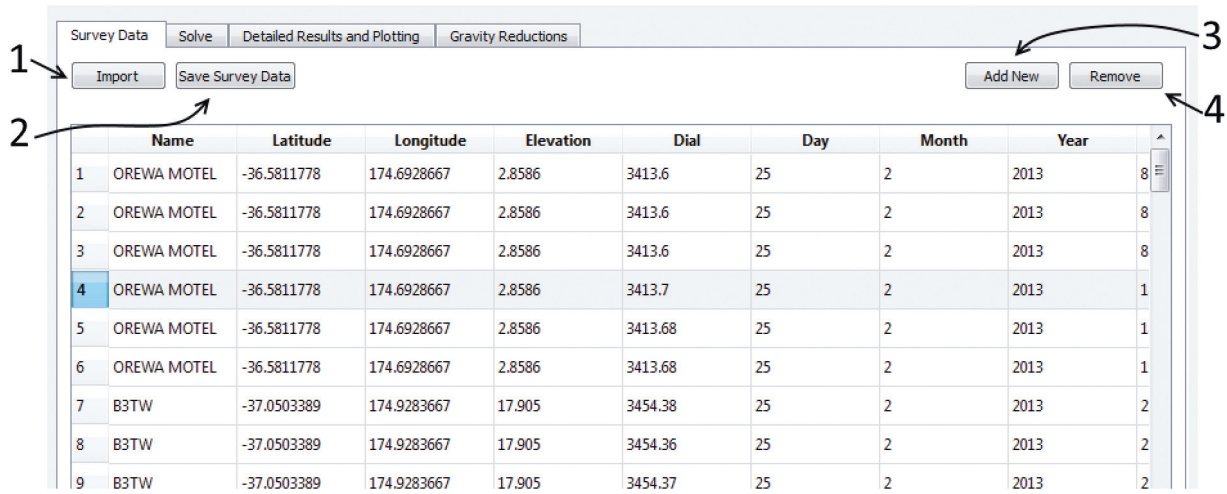 Survey Data Solve Detailed Results and Plotting Gravity Reductions
1 Import Save Survey Data Add New Remove 3
2 4
Name Latitude Longitude Elevation Dial Day Month Year
1 OREWA MOTEL -36.5811778 174.6928667 2.8586 3413.6 25 2 2013 8
2 OREWA MOTEL -36.5811778 174.6928667 2.8586 3413.6 25 2 2013 8
3 OREWA MOTEL -36.5811778 174.6928667 2.8586 3413.6 25 2 2013 8
4 OREWA MOTEL -36.5811778 174.6928667 2.8586 3413.7 25 2 2013 1
5 OREWA MOTEL -36.5811778 174.6928667 2.8586 3413.68 25 2 2013 1
6 OREWA MOTEL -36.5811778 174.6928667 2.8586 3413.68 25 2 2013 1
7 B3TW -37.0503389 174.9283667 17.905 3454.38 25 2 2013 2
8 B3TW -37.0503389 174.9283667 17.905 3454.36 25 2 2013 2
9 B3TW -37.0503389 174.9283667 17.905 3454.37 25 2 2013 2